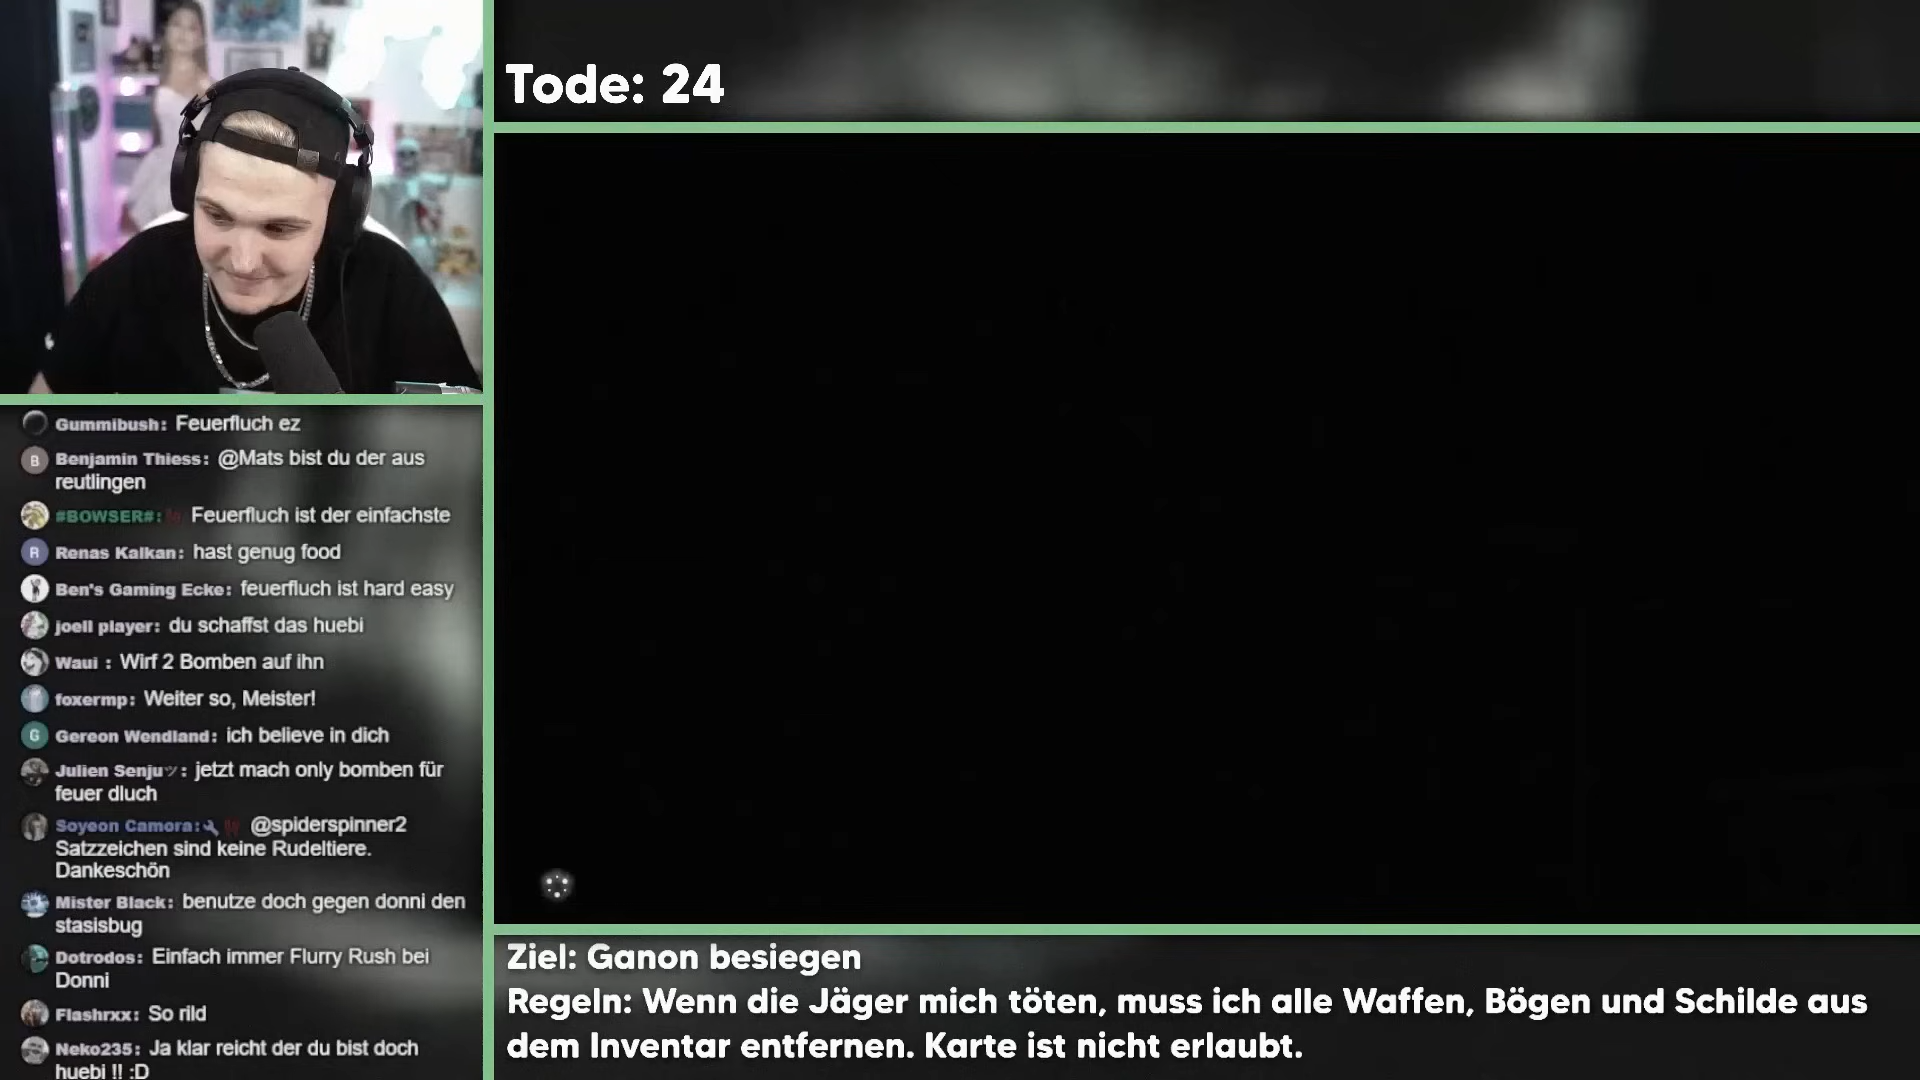 Tode: 24
Gummibush: Feuerfluch ez
B
Benjamin Thiess: @Mats bist du der aus
reutlingen
#BOWSER#: Feuerfluch ist der einfachste
R
Renas Kalkan: hast genug food
Ben's Gaming Ecke: feuerfluch ist hard easy
joell player: du schaffst das huebi
Waui : Wirf 2 Bomben auf ihn
foxermp: Weiter so, Meister!
G
Gereon Wendland: ich believe in dich
Julien Senjuツ: jetzt mach only bomben für
feuer dluch
Soyeon Camora: @spiderspinner2
Satzzeichen sind keine Rudeltiere.
Dankeschön
Mister Black: benutze doch gegen donni den
stasisbug
Dotrodos: Einfach immer Flurry Rush bei
Donni
Flashrxx: So rild
Neko235: Ja klar reicht der du bist doch
huebi !! :D
Ziel: Ganon besiegen
Regeln: Wenn die Jäger mich töten, muss ich alle Waffen, Bögen und Schilde aus
dem Inventar entfernen. Karte ist nicht erlaubt.